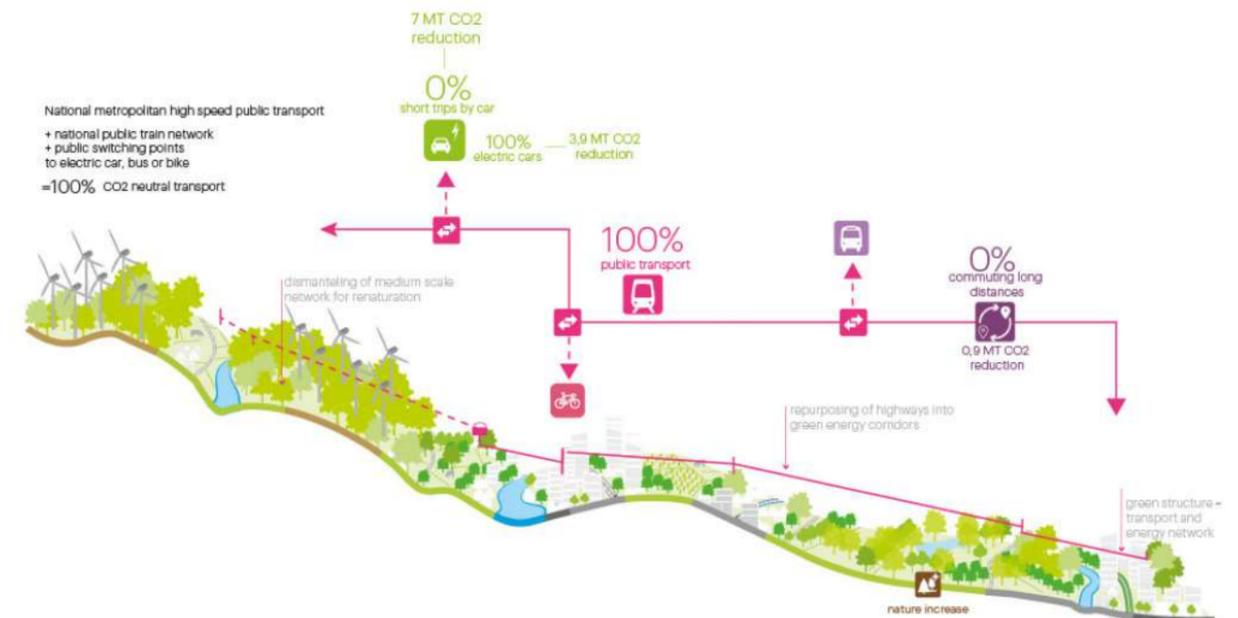 7 MT CO2
reduction
0%
short trips by car
100%
electric cars
3,9 MT CO2
reduction
National metropolitan high speed public transport
+ national public train network
+ public switching points
to electric car, bus or bike
=100% CO2 neutral transport
dismanteling of medium scale
network for renaturation
100%
public transport
0%
commuting long
distances
0,9 MT CO2
reduction
repurposing of highways into
green energy corridors
green structure =
transport and
energy network
nature increase